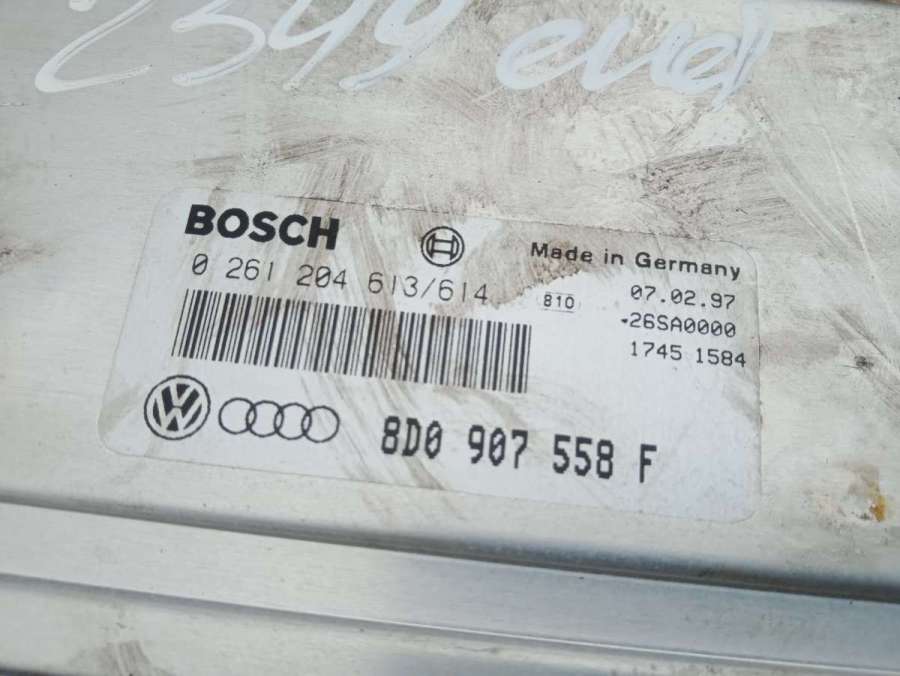 2349 ever
BOSCH
Made in Germany
0 261 204 613/614
810
07.02.97
26SA0000
1745 1584
8D0 907 558 F